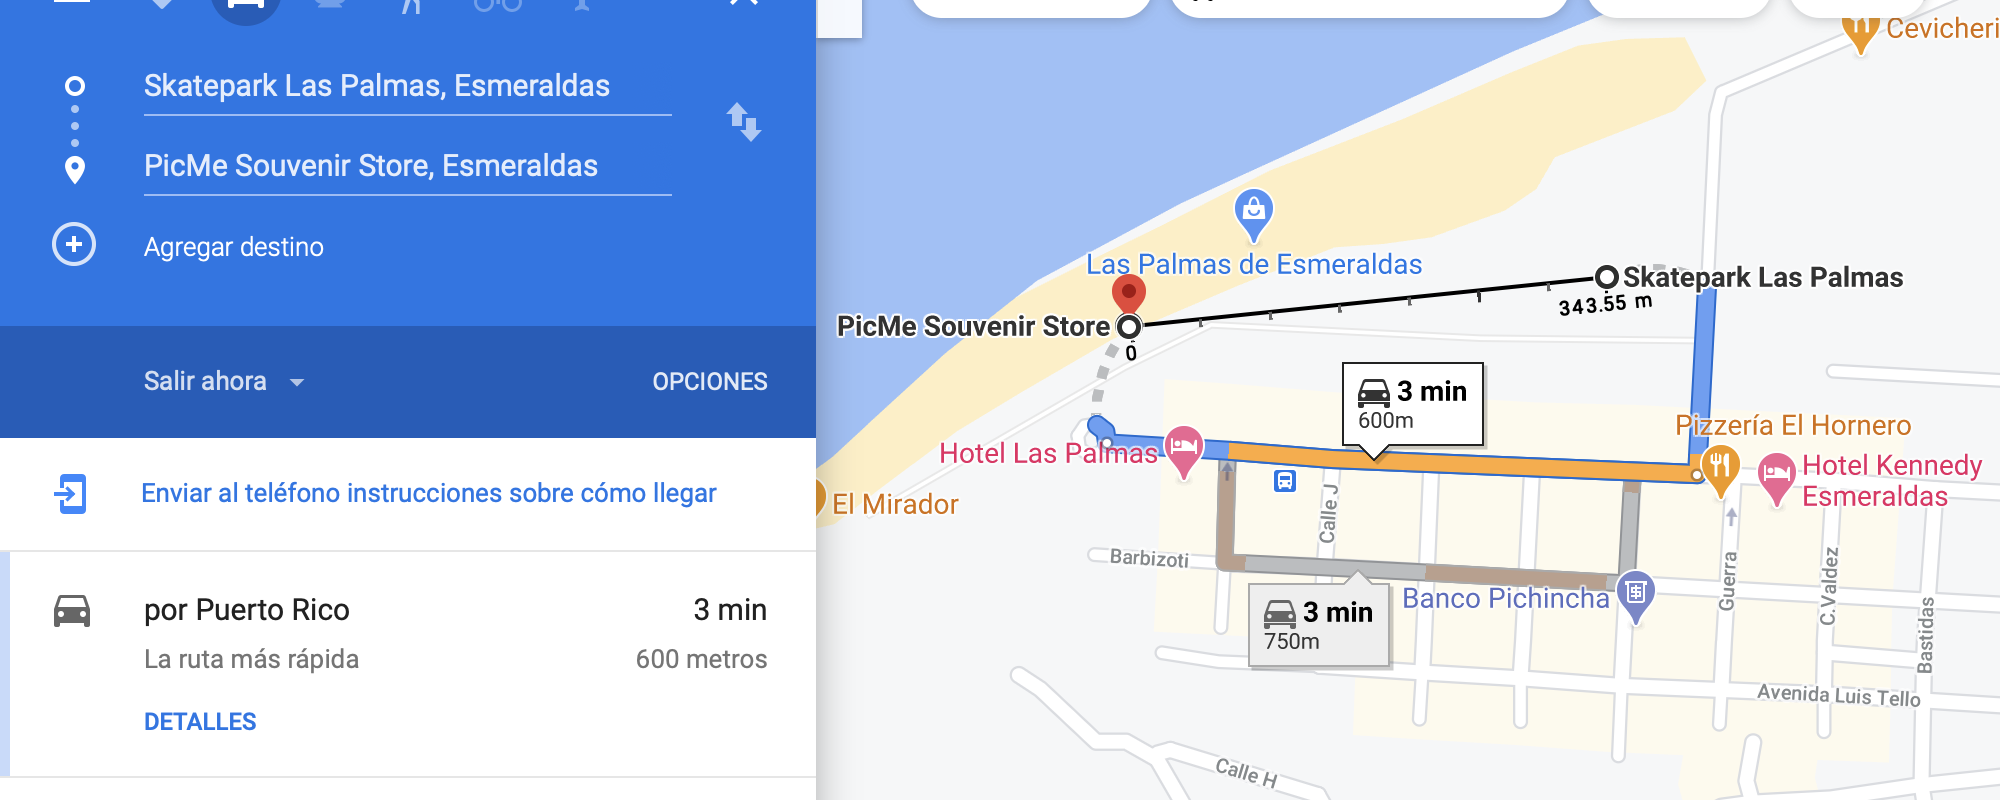 Skatepark Las Palmas, Esmeraldas
PicMe Souvenir Store, Esmeraldas
Agregar destino
Salir ahora
OPCIONES
Enviar al teléfono instrucciones sobre cómo llegar
por Puerto Rico
3 min
La ruta más rápida
600 metros
DETALLES
Cevicheri
Las Palmas de Esmeraldas
Skatepark Las Palmas
343.55 m
PicMe Souvenir Store
0
3 min
600m
Pizzería El Hornero
Hotel Las Palmas
Hotel Kennedy
Esmeraldas
El Mirador
Calle J
Barbizoti
Banco Pichincha
3 min
750m
Guerra
C.Valdez
Bastidas
Avenida Luis Tello
Calle H